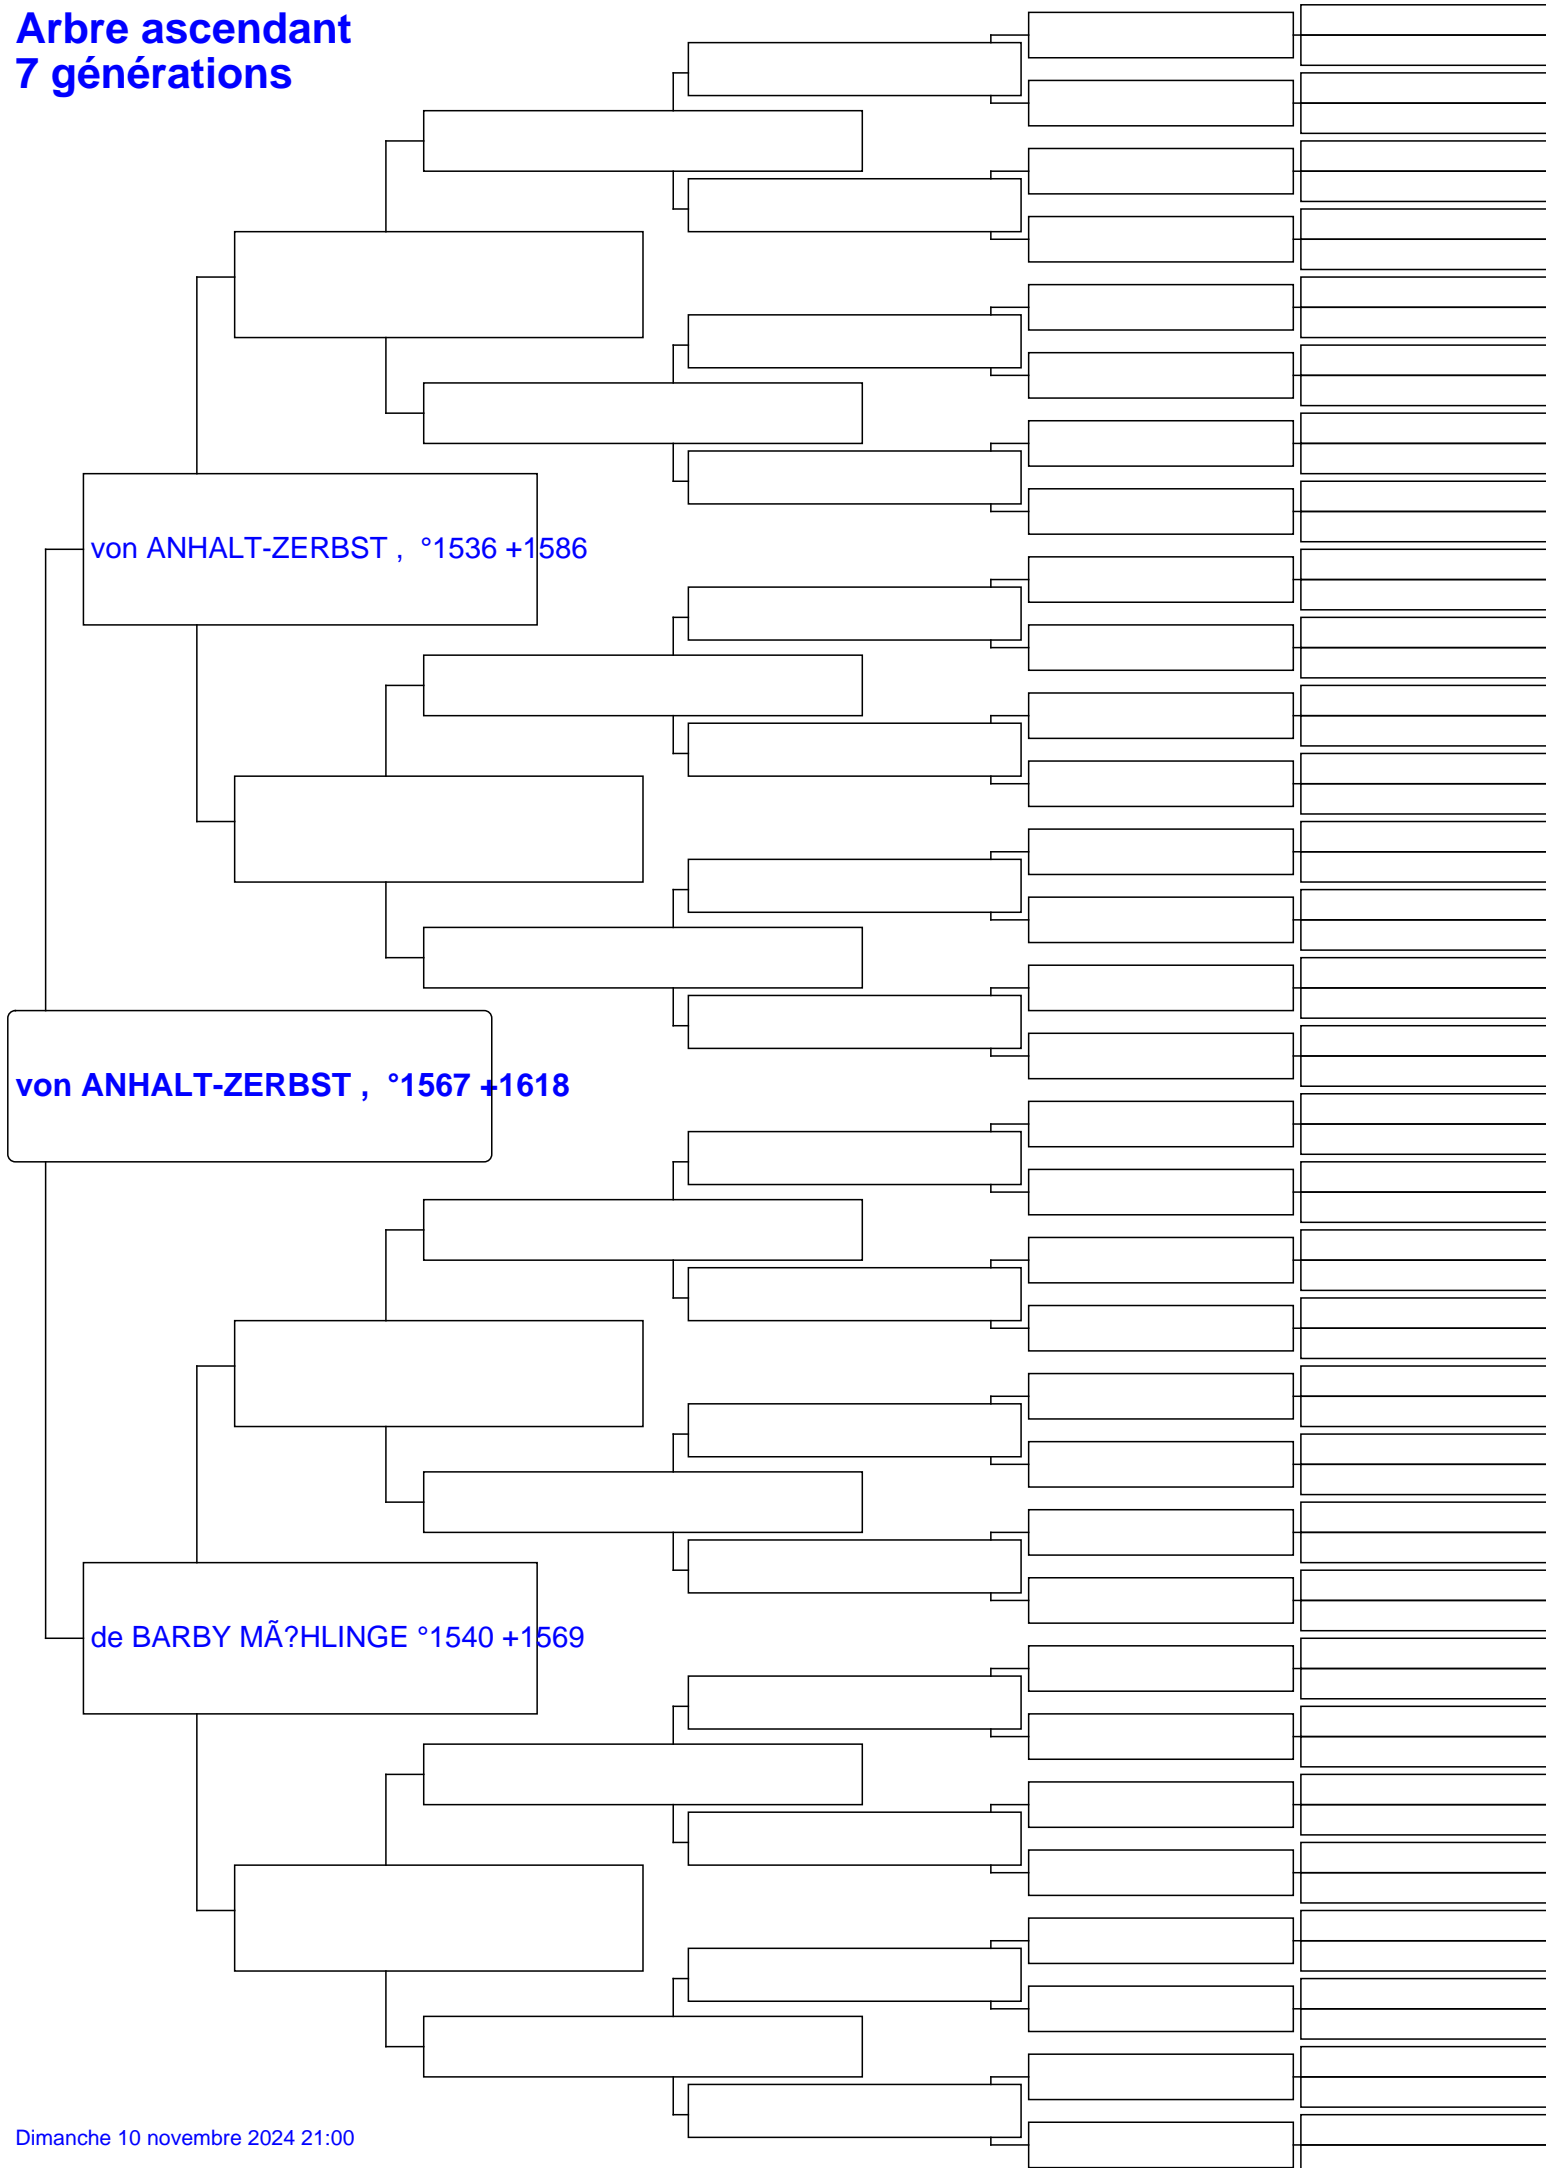 Arbre ascendant
7 générations
von ANHALT-ZERBST ,  °1536 +1586
von ANHALT-ZERBST ,  °1567 +1618
de BARBY MÃ?HLINGE °1540 +1569
Dimanche 10 novembre 2024 21:00